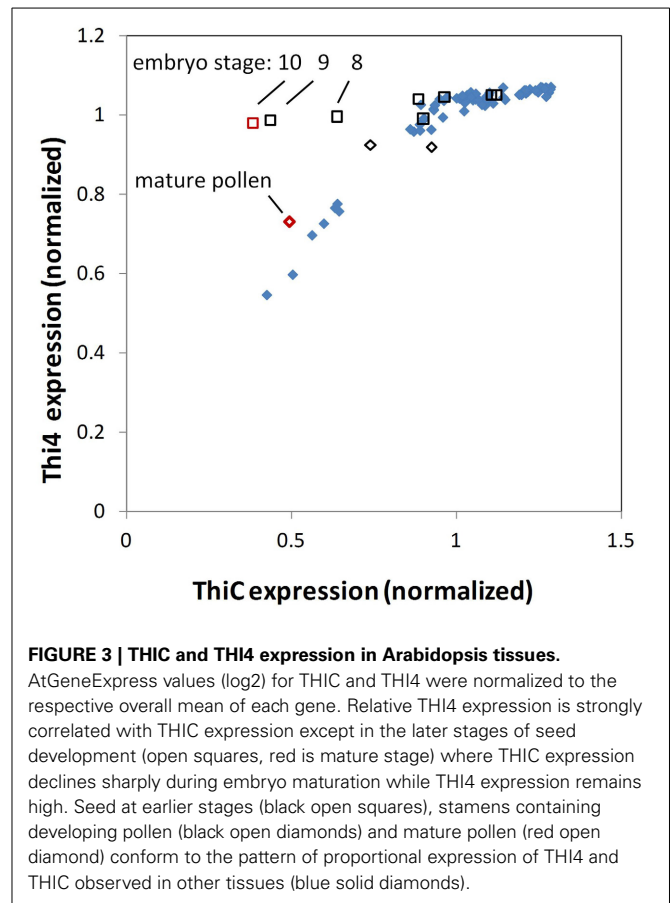 1.2
1
0.8
0.6
0.4
0.2
0
embryo stage: 10 9 8
mature pollen
Thi4 expression (normalized)
0 0.5 1 1.5
ThiC expression (normalized)
FIGURE 3 | THIC and THI4 expression in Arabidopsis tissues.
AtGeneExpress values (log2) for THIC and THI4 were normalized to the
respective overall mean of each gene. Relative THI4 expression is strongly
correlated with THIC expression except in the later stages of seed
development (open squares, red is mature stage) where THIC expression
declines sharply during embryo maturation while THI4 expression remains
high. Seed at earlier stages (black open squares), stamens containing
developing pollen (black open diamonds) and mature pollen (red open
diamond) conform to the pattern of proportional expression of THI4 and
THIC observed in other tissues (blue solid diamonds).